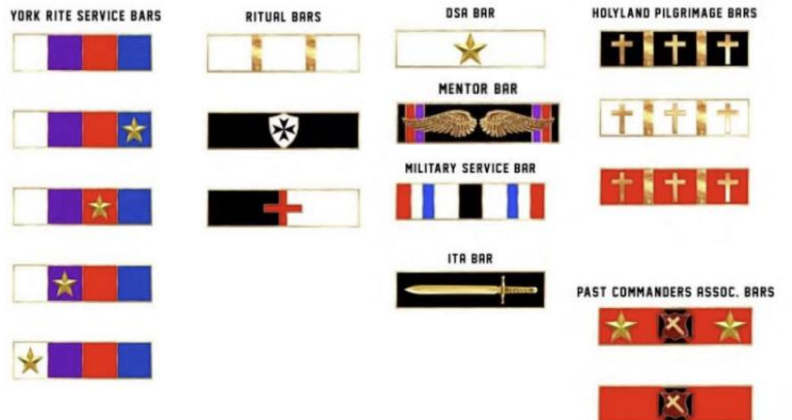 YORK RITE SERVICE BARS
RITUAL BARS
DSA BAR
HOLYLAND PILGRIMAGE BARS
MENTOR BAR
MILITARY SERVICE BAR
ITA BAR
PAST COMMANDERS ASSOC. BARS